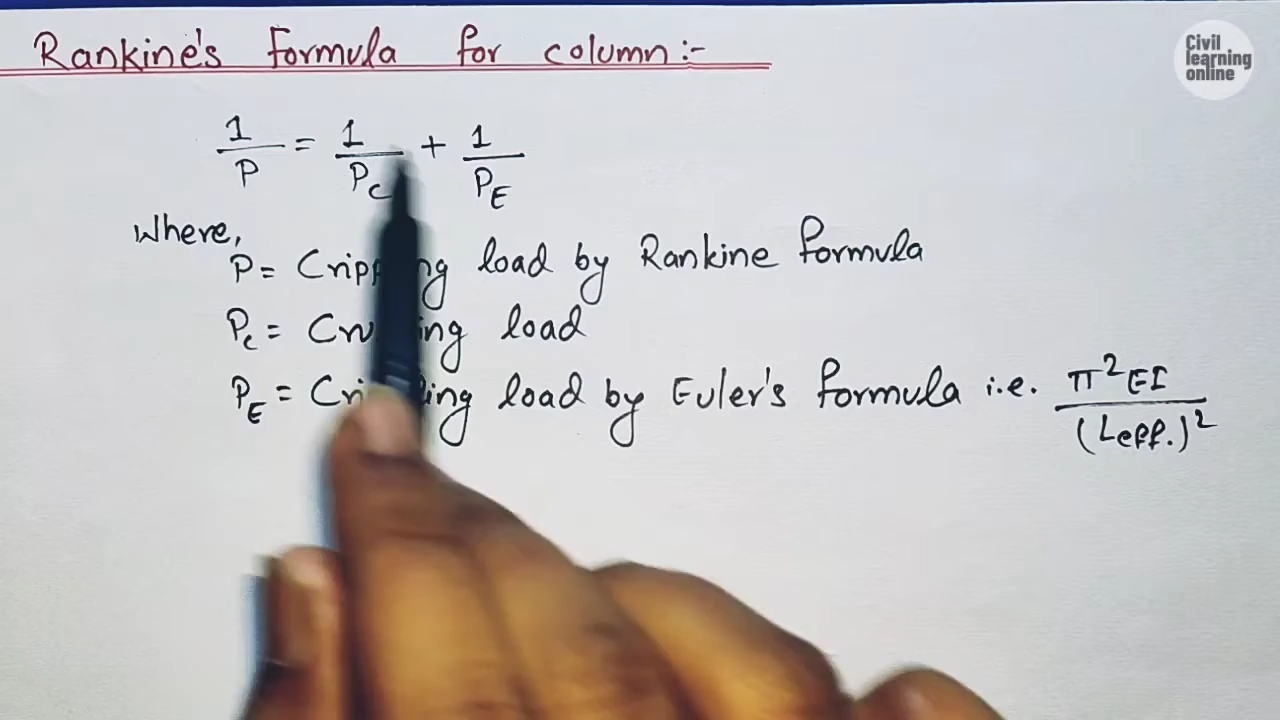 Rankine's formula for column:-
Civil
learning
online
1/P = 1/Pc + 1/PE
Where,
P = load by Rankine formula
Pc = load
PE = load by Euler's formula i.e. π²EI/(Leff.)²